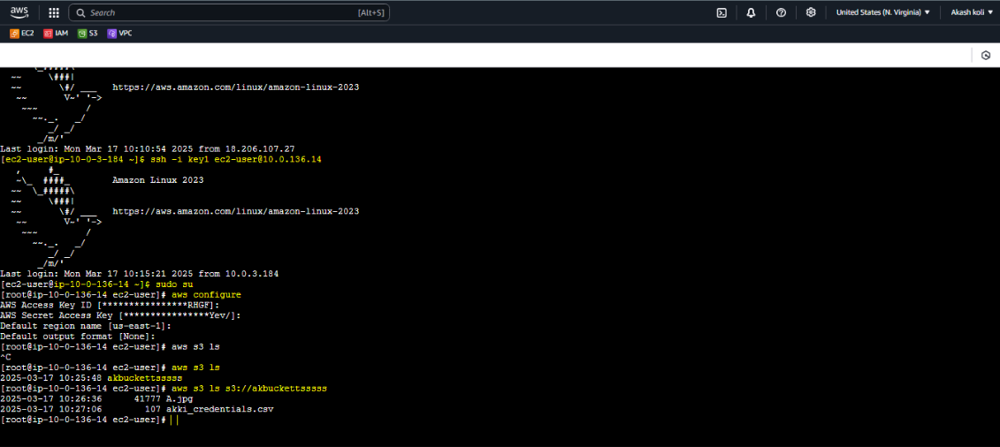 aws
Search
[Alt+S]
United States (N. Virginia)
Akash koli
EC2
IAM
S3
VPC
\_#####\
~~     \###|
~~       \#/ ___   https://aws.amazon.com/linux/amazon-linux-2023
~~       V~' '->
~~~         /
~~._.   _/
_/ _/
_/m/'
Last login: Mon Mar 17 10:10:54 2025 from 18.206.107.27
[ec2-user@ip-10-0-3-184 ~]$ ssh -i key1 ec2-user@10.0.136.14
,     #_
~\_  ####_        Amazon Linux 2023
~~  \_#####\
~~     \###|
~~       \#/ ___   https://aws.amazon.com/linux/amazon-linux-2023
~~       V~' '->
~~~         /
~~._.   _/
_/ _/
_/m/'
Last login: Mon Mar 17 10:15:21 2025 from 10.0.3.184
[ec2-user@ip-10-0-136-14 ~]$ sudo su
[root@ip-10-0-136-14 ec2-user]# aws configure
AWS Access Key ID [****************RHGF]:
AWS Secret Access Key [****************Yev/]:
Default region name [us-east-1]:
Default output format [None]:
[root@ip-10-0-136-14 ec2-user]# aws s3 ls
^C
[root@ip-10-0-136-14 ec2-user]# aws s3 ls
2025-03-17 10:25:48 akbuckettsssss
[root@ip-10-0-136-14 ec2-user]# aws s3 ls s3://akbuckettsssss
2025-03-17 10:26:36      41777 A.jpg
2025-03-17 10:27:06        107 akki_credentials.csv
[root@ip-10-0-136-14 ec2-user]#